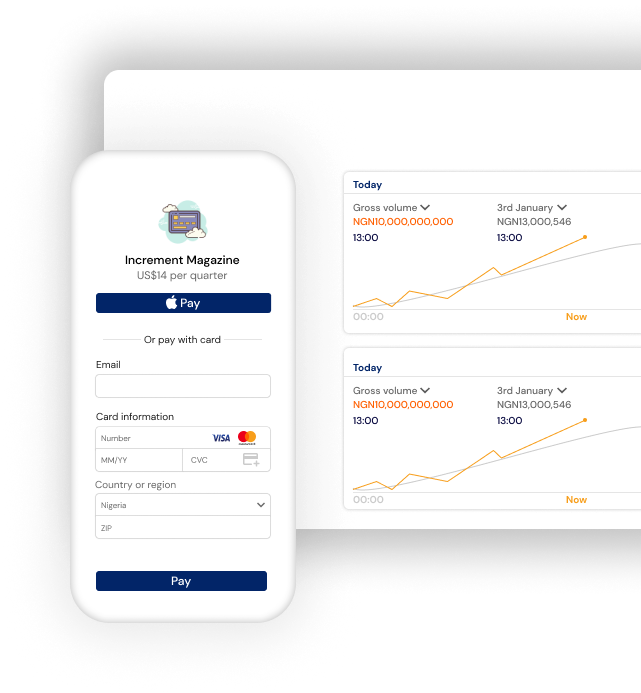 Increment Magazine
US$14 per quarter
Pay
Or pay with card
Email
Card information
Number VISA
MM/YY CVC
Country or region
Nigeria
ZIP
Pay
Today
Gross volume 3rd January
NGN10,000,000,000 NGN13,000,546
13:00 13:00
00:00 Now
Today
Gross volume 3rd January
NGN10,000,000,000 NGN13,000,546
13:00 13:00
00:00 Now